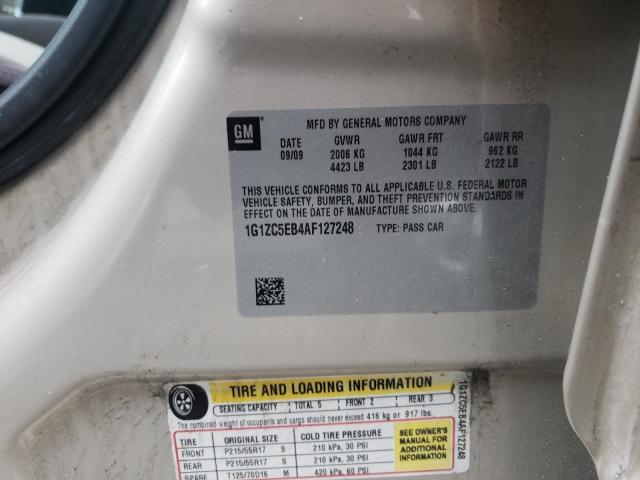 GM
MFD BY GENERAL MOTORS COMPANY
DATE GVWR GAWR FRT GAWR RR
09/09 2006 KG 1044 KG 962 KG
4423 LB 2301 LB 2122 LB
THIS VEHICLE CONFORMS TO ALL APPLICABLE U.S. FEDERAL MOTOR
VEHICLE SAFETY, BUMPER, AND THEFT PREVENTION STANDARDS IN
EFFECT ON THE DATE OF MANUFACTURE SHOWN ABOVE.
1G1ZC5EB4AF127248 TYPE: PASS CAR
TIRE AND LOADING INFORMATION
SEATING CAPACITY TOTAL 5 FRONT 2 REAR 3
The combined weight of occupants and cargo should never exceed 416 kg or 917 lbs.
TIRE ORIGINAL SIZE COLD TIRE PRESSURE
FRONT P215/55R17 S 210 kPa, 30 PSI
REAR P215/55R17 S 210 kPa, 30 PSI
SPARE T125/70D16 M 420 kPa, 60 PSI
SEE OWNER'S
MANUAL FOR
ADDITIONAL
INFORMATION
1G1ZC5EB4AF127248